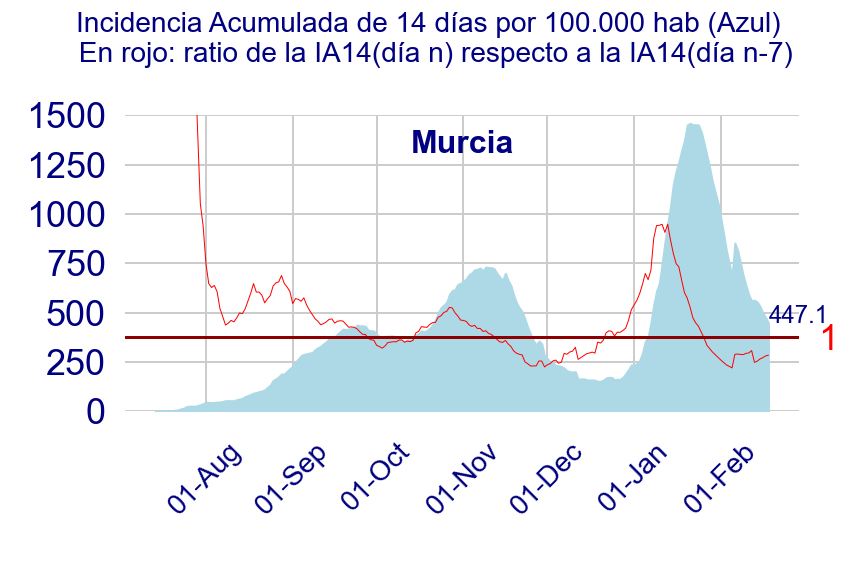 Incidencia Acumulada de 14 días por 100.000 hab (Azul)
En rojo: ratio de la IA14(día n) respecto a la IA14(día n-7)
Murcia
1500
1250
1000
750
500
250
0
447.1
1
01-Aug
01-Sep
01-Oct
01-Nov
01-Dec
01-Jan
01-Feb